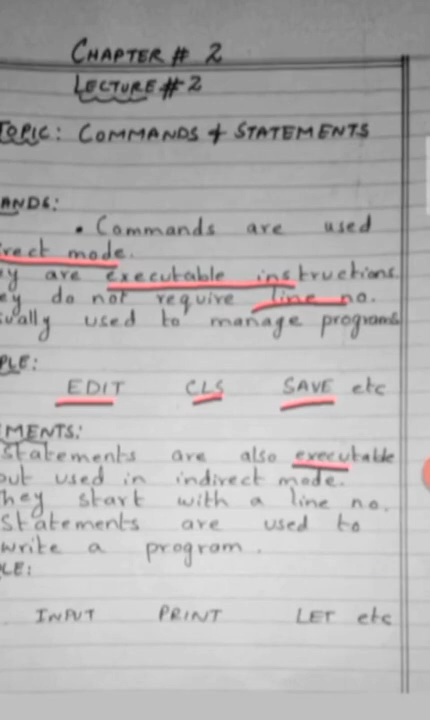 CHAPTER # 2
LECTURE # 2
TOPIC: COMMANDS & STATEMENTS
ANDS:
• Commands are used
rect mode.
ey are executable instructions
ey do not require line no.
sually used to manage programs
PLE:
EDIT CLS SAVE etc
EMENTS:
Statements are also executable
but used in indirect mode.
They start with a line no.
Statements are used to
write a program.
LE:
INPUT PRINT LET etc